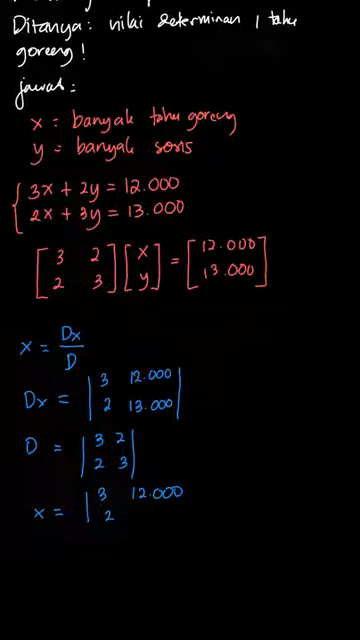 Ditanya: nilai determinan 1 tahu
goreng!
jawab:
x = banyak tahu goreng
y = banyak sosis
3x + 2y = 12.000
2x + 3y = 13.000
[3 2] [x] = [12.000]
[2 3] [y] [13.000]
x = Dx
D
Dx = |3 12.000|
|2 13.000|
D = |3 2|
|2 3|
x = |3 12.000
|2